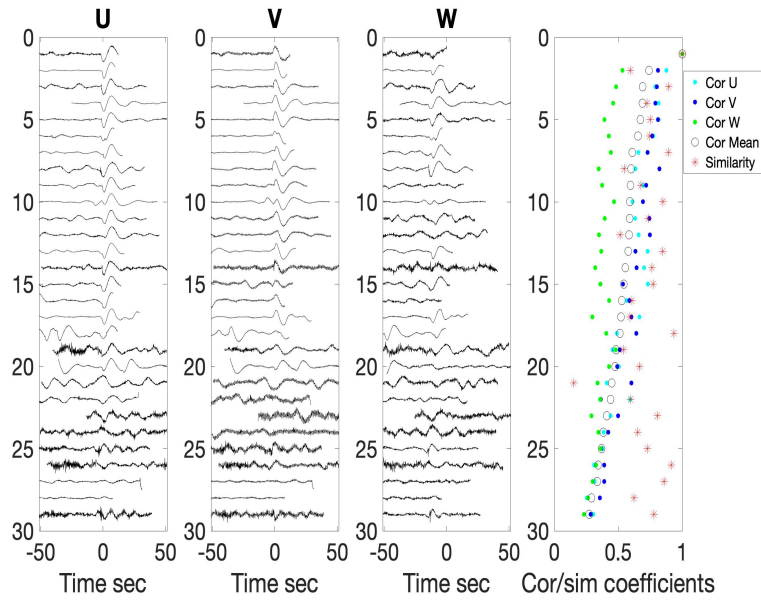 U V W
0 0 0 0
5 5 5 5
10 10 10 10
15 15 15 15
20 20 20 20
25 25 25 25
30 30 30 30
-50 0 50 -50 0 50 -50 0 50 0 0.5 1
Time sec Time sec Time sec Cor/sim coefficients
Cor U
Cor V
Cor W
Cor Mean
Similarity